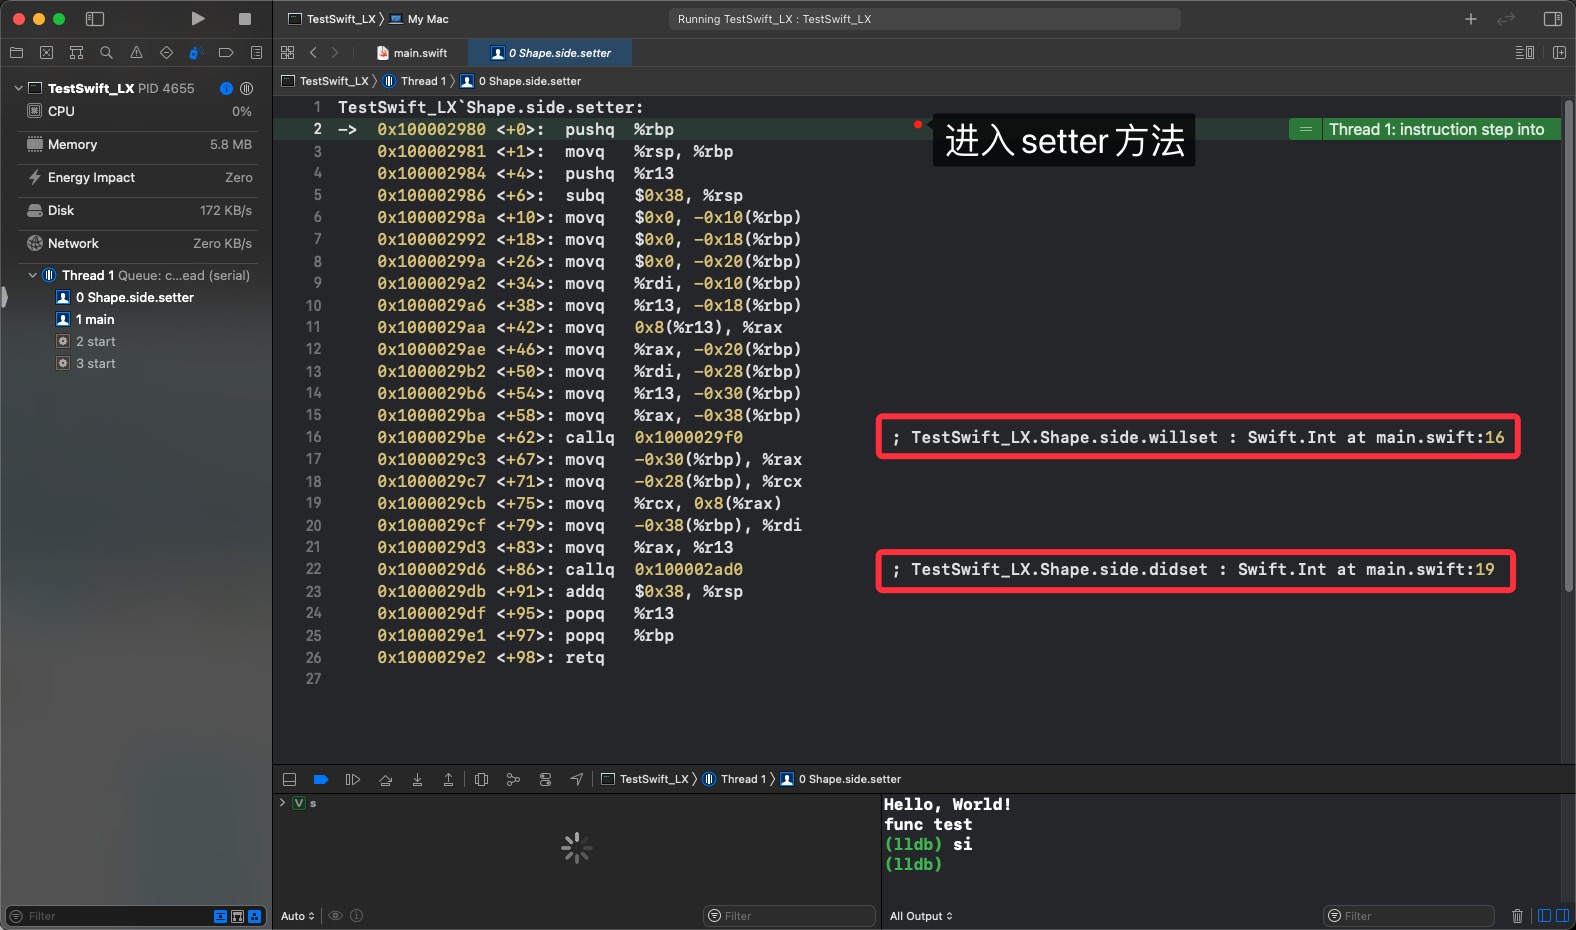 TestSwift_LX 〉 My Mac
Running TestSwift_LX : TestSwift_LX
main.swift
0 Shape.side.setter
TestSwift_LX 〉 Thread 1 〉 0 Shape.side.setter
TestSwift_LX PID 4655
CPU 0%
Memory 5.8 MB
Energy Impact Zero
Disk 172 KB/s
Network Zero KB/s
Thread 1 Queue: c...ead (serial)
0 Shape.side.setter
1 main
2 start
3 start
Filter
1 TestSwift_LX`Shape.side.setter:
2 -> 0x100002980 <+0>: pushq %rbp
进入 setter 方法
= Thread 1: instruction step into
3 0x100002981 <+1>: movq %rsp, %rbp
4 0x100002984 <+4>: pushq %r13
5 0x100002986 <+6>: subq $0x38, %rsp
6 0x10000298a <+10>: movq $0x0, -0x10(%rbp)
7 0x100002992 <+18>: movq $0x0, -0x18(%rbp)
8 0x10000299a <+26>: movq $0x0, -0x20(%rbp)
9 0x1000029a2 <+34>: movq %rdi, -0x10(%rbp)
10 0x1000029a6 <+38>: movq %r13, -0x18(%rbp)
11 0x1000029aa <+42>: movq 0x8(%r13), %rax
12 0x1000029ae <+46>: movq %rax, -0x20(%rbp)
13 0x1000029b2 <+50>: movq %rdi, -0x28(%rbp)
14 0x1000029b6 <+54>: movq %r13, -0x30(%rbp)
15 0x1000029ba <+58>: movq %rax, -0x38(%rbp)
16 0x1000029be <+62>: callq 0x1000029f0 ; TestSwift_LX.Shape.side.willset : Swift.Int at main.swift:16
17 0x1000029c3 <+67>: movq -0x30(%rbp), %rax
18 0x1000029c7 <+71>: movq -0x28(%rbp), %rcx
19 0x1000029cb <+75>: movq %rcx, 0x8(%rax)
20 0x1000029cf <+79>: movq -0x38(%rbp), %rdi
21 0x1000029d3 <+83>: movq %rax, %r13
22 0x1000029d6 <+86>: callq 0x100002ad0 ; TestSwift_LX.Shape.side.didset : Swift.Int at main.swift:19
23 0x1000029db <+91>: addq $0x38, %rsp
24 0x1000029df <+95>: popq %r13
25 0x1000029e1 <+97>: popq %rbp
26 0x1000029e2 <+98>: retq
27
TestSwift_LX 〉 Thread 1 〉 0 Shape.side.setter
V s
Auto
Filter
Hello, World!
func test
(lldb) si
(lldb)
All Output
Filter